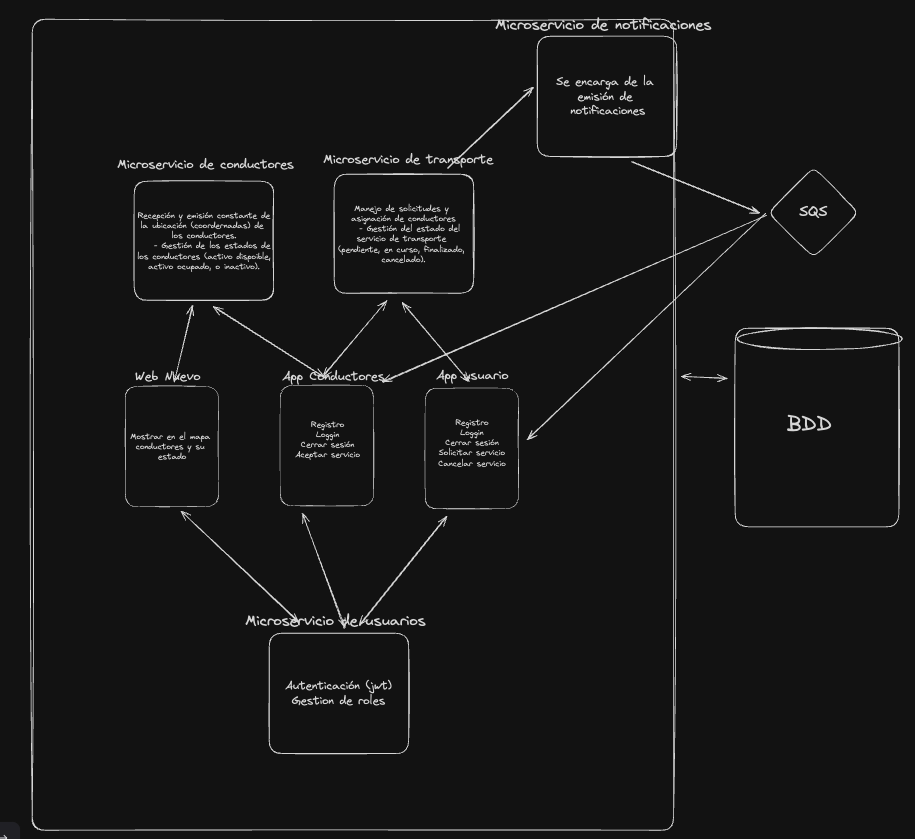 Microservicio de notificaciones
Se encarga de la
emisión de
notificaciones
Microservicio de conductores
Microservicio de transporte
Recepción y emisión constante de
la ubicación (coordernadas) de
los conductores.
- Gestión de los estados de
los conductores (activo dispoible,
activo ocupado, o inactivo).
Manejo de solicitudes y
asignación de conductores
- Gestión del estado del
servicio de transporte
(pendiente, en curso, finalizado,
cancelado).
SQS
Web Nuevo
Mostrar en el mapa
conductores y su
estado
App Conductores
Registro
Loggin
Cerrar sesión
Aceptar servicio
App usuario
Registro
Loggin
Cerrar sesión
Solicitar servicio
Cancelar servicio
BDD
Microservicio de usuarios
Autenticación (jwt)
Gestion de roles